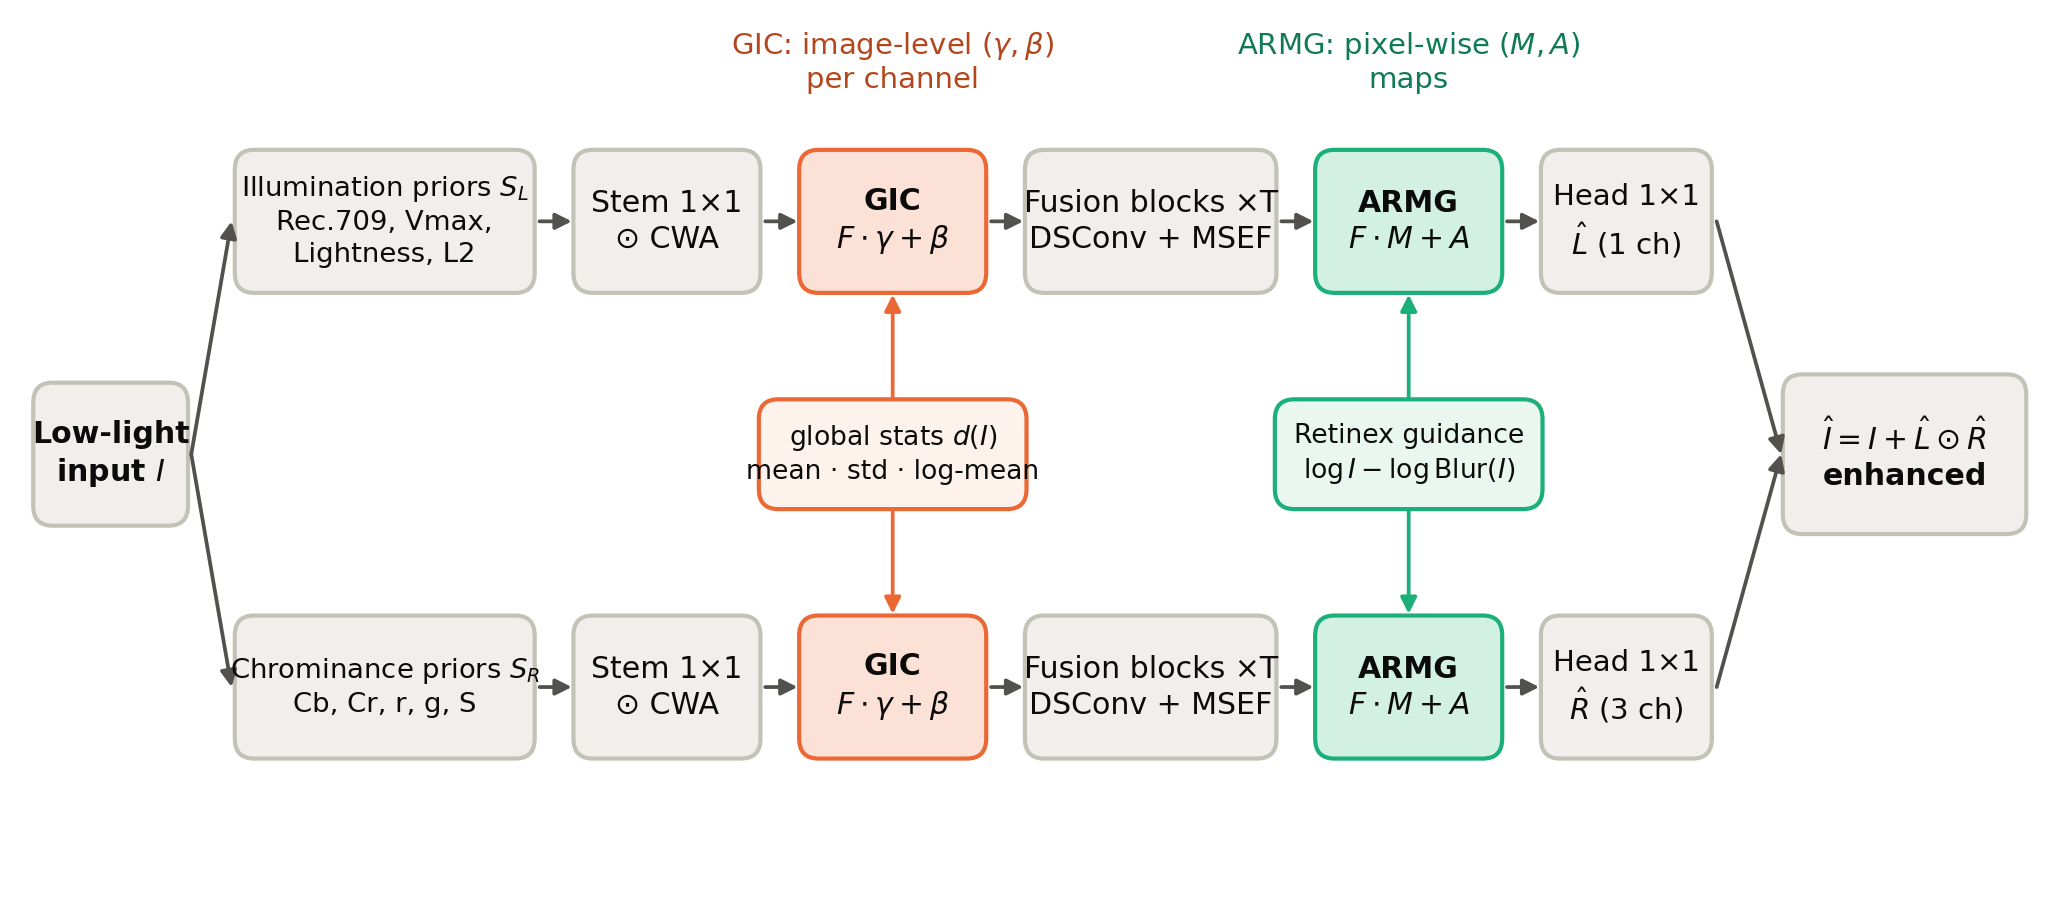 GIC: image-level (γ, β)
per channel
ARMG: pixel-wise (M, A)
maps
Illumination priors S_L
Rec.709, Vmax,
Lightness, L2
Stem 1×1
⊙ CWA
GIC
F · γ + β
Fusion blocks ×T
DSConv + MSEF
ARMG
F · M + A
Head 1×1
L̂ (1 ch)
Low-light
input I
global stats d(I)
mean · std · log-mean
Retinex guidance
log I − log Blur(I)
Î = I + L̂ ⊙ R̂
enhanced
Chrominance priors S_R
Cb, Cr, r, g, S
Stem 1×1
⊙ CWA
GIC
F · γ + β
Fusion blocks ×T
DSConv + MSEF
ARMG
F · M + A
Head 1×1
R̂ (3 ch)